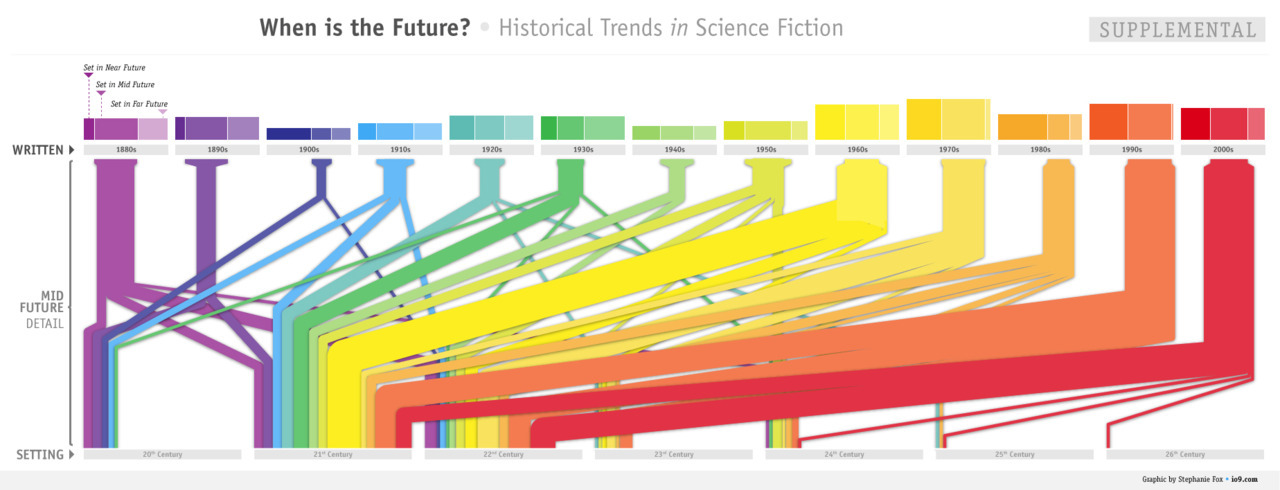 When is the Future? • Historical Trends in Science Fiction
SUPPLEMENTAL
Set in Near Future
Set in Mid Future
Set in Far Future
WRITTEN
1880s 1890s 1900s 1910s 1920s 1930s 1940s 1950s 1960s 1970s 1980s 1990s 2000s
MID
FUTURE
DETAIL
SETTING
20th Century 21st Century 22nd Century 23rd Century 24th Century 25th Century 26th Century
Graphic by Stephanie Fox • io9.com